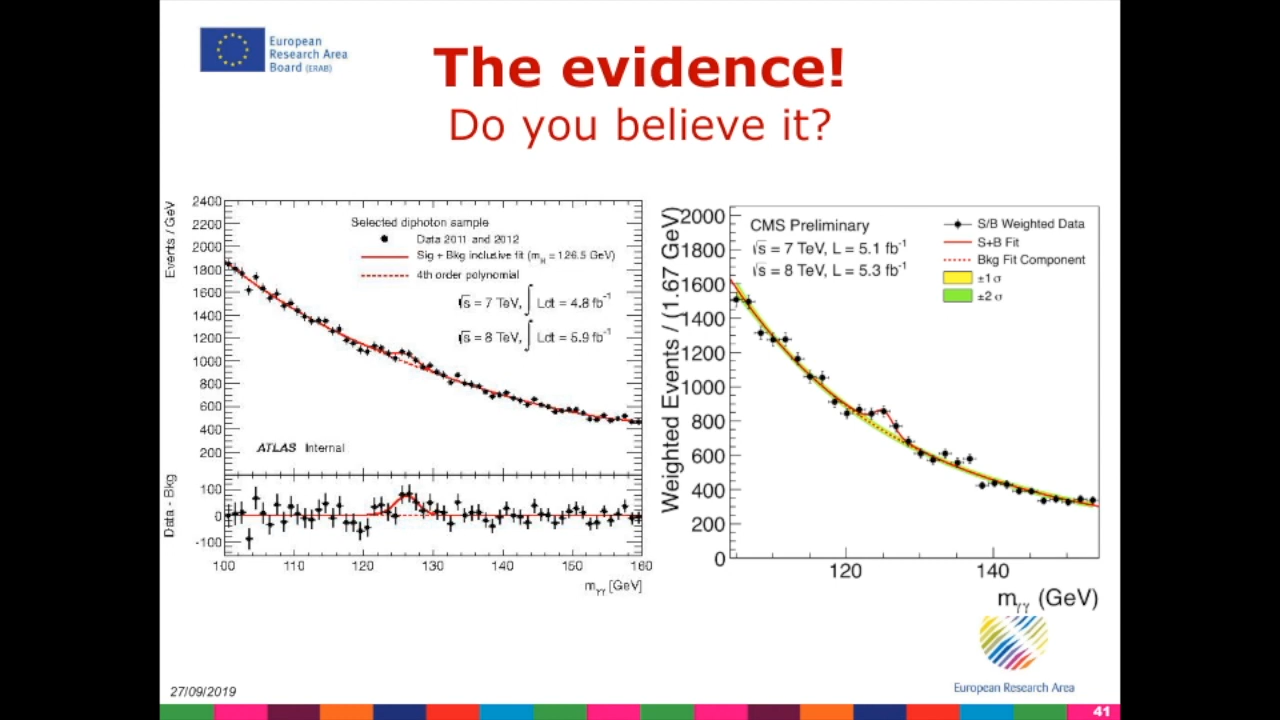 European
Research Area
Board (ERAB)
The evidence!
Do you believe it?
Events / GeV
2400
2200
2000
1800
1600
1400
1200
1000
800
600
400
200
Selected diphoton sample
Data 2011 and 2012
Sig + Bkg inclusive fit (m_H = 126.5 GeV)
4th order polynomial
√s = 7 TeV, ∫ Ldt = 4.8 fb⁻¹
√s = 8 TeV, ∫ Ldt = 5.9 fb⁻¹
ATLAS Internal
Data - Bkg
100
0
-100
100 110 120 130 140 150 160
m_γγ [GeV]
Weighted Events / (1.67 GeV)
2000
1800
1600
1400
1200
1000
800
600
400
200
0
CMS Preliminary
√s = 7 TeV, L = 5.1 fb⁻¹
√s = 8 TeV, L = 5.3 fb⁻¹
S/B Weighted Data
S+B Fit
Bkg Fit Component
±1 σ
±2 σ
120 140
m_γγ (GeV)
European Research Area
27/09/2019
41